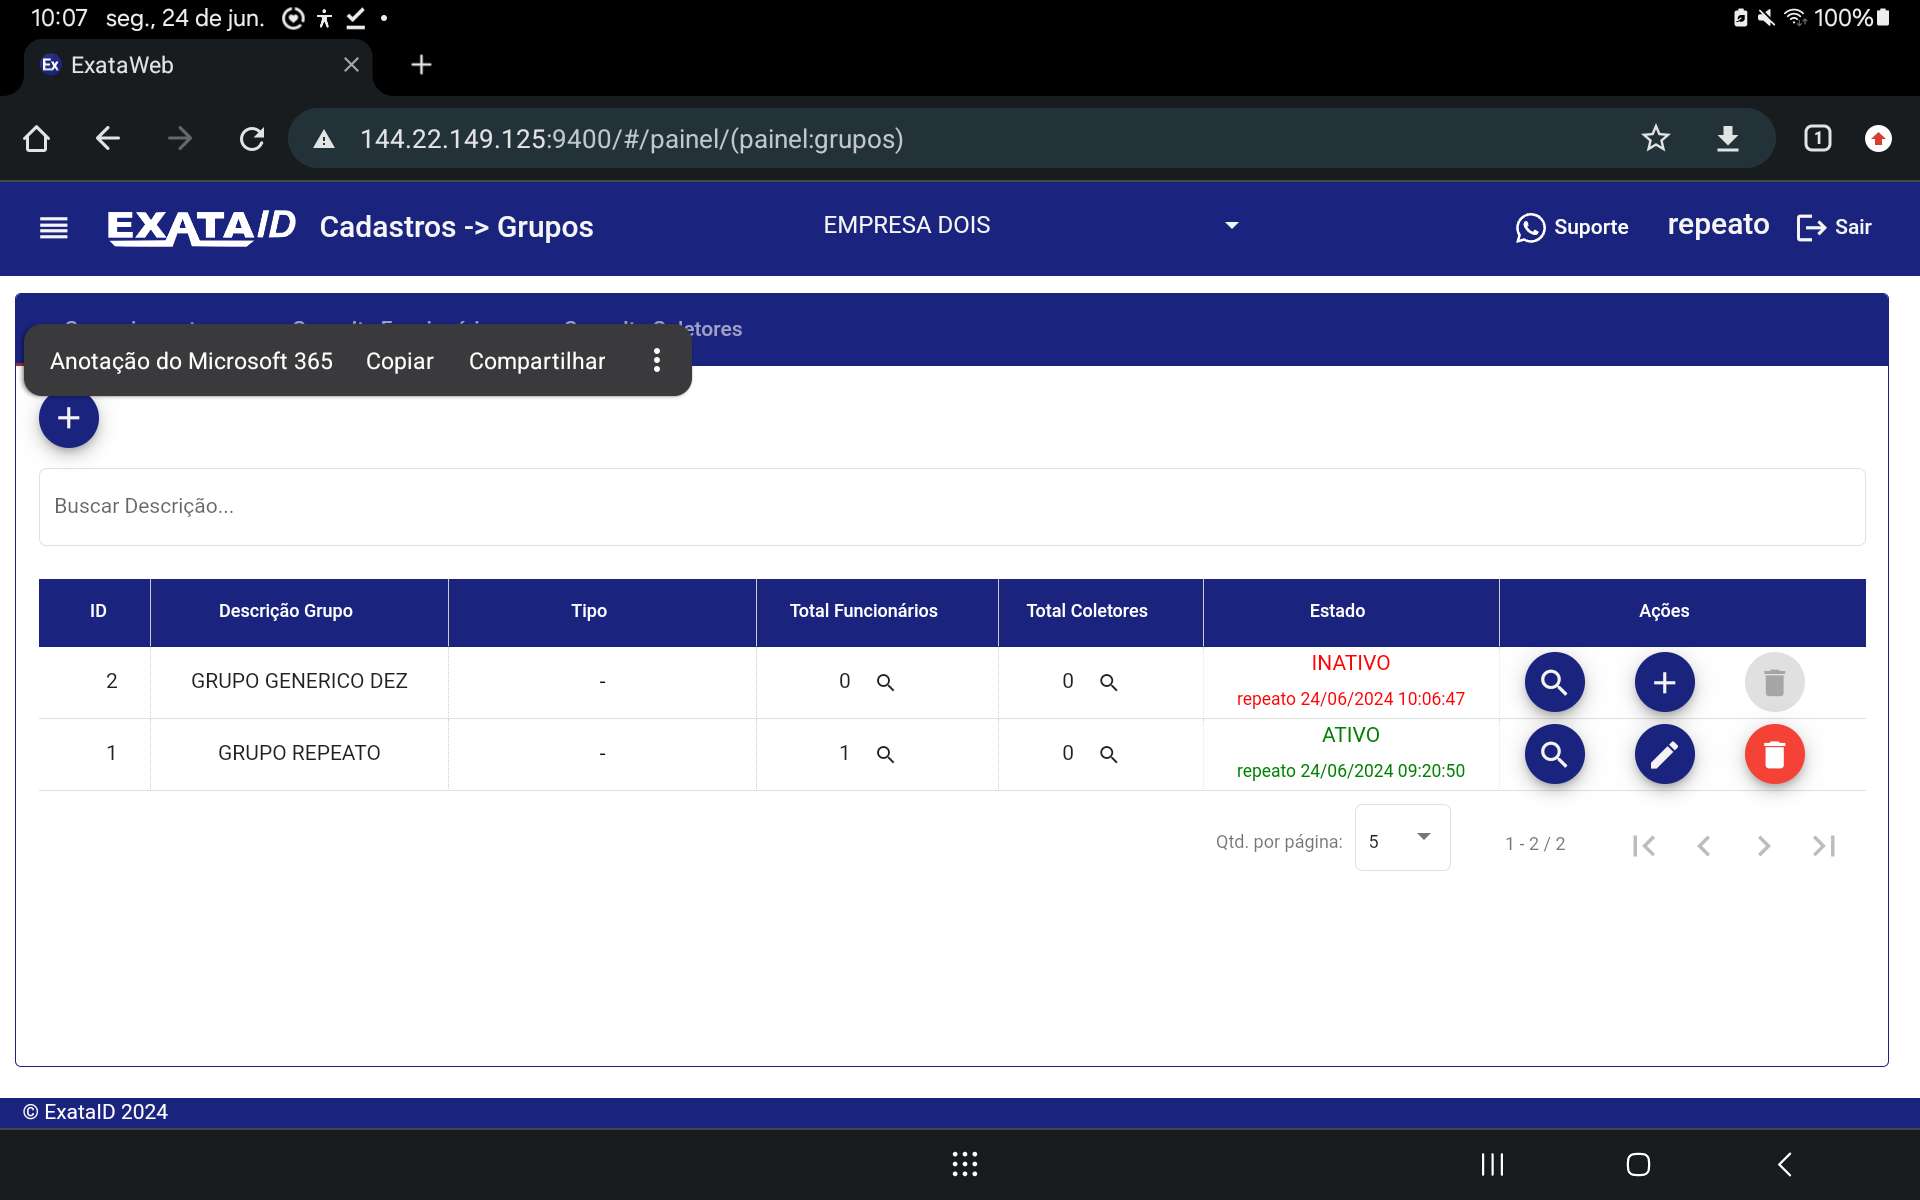 10:07 seg., 24 de jun. 100%
Ex ExataWeb
144.22.149.125:9400/#/painel/(painel:grupos) 1
EXATAID Cadastros -> Grupos EMPRESA DOIS Suporte repeato Sair
etores
Anotação do Microsoft 365 Copiar Compartilhar
Buscar Descrição...
ID Descrição Grupo Tipo Total Funcionários Total Coletores Estado Ações
2 GRUPO GENERICO DEZ - 0 0 INATIVO
repeato 24/06/2024 10:06:47
1 GRUPO REPEATO - 1 0 ATIVO
repeato 24/06/2024 09:20:50
Qtd. por página: 5 1 - 2 / 2
© ExataID 2024